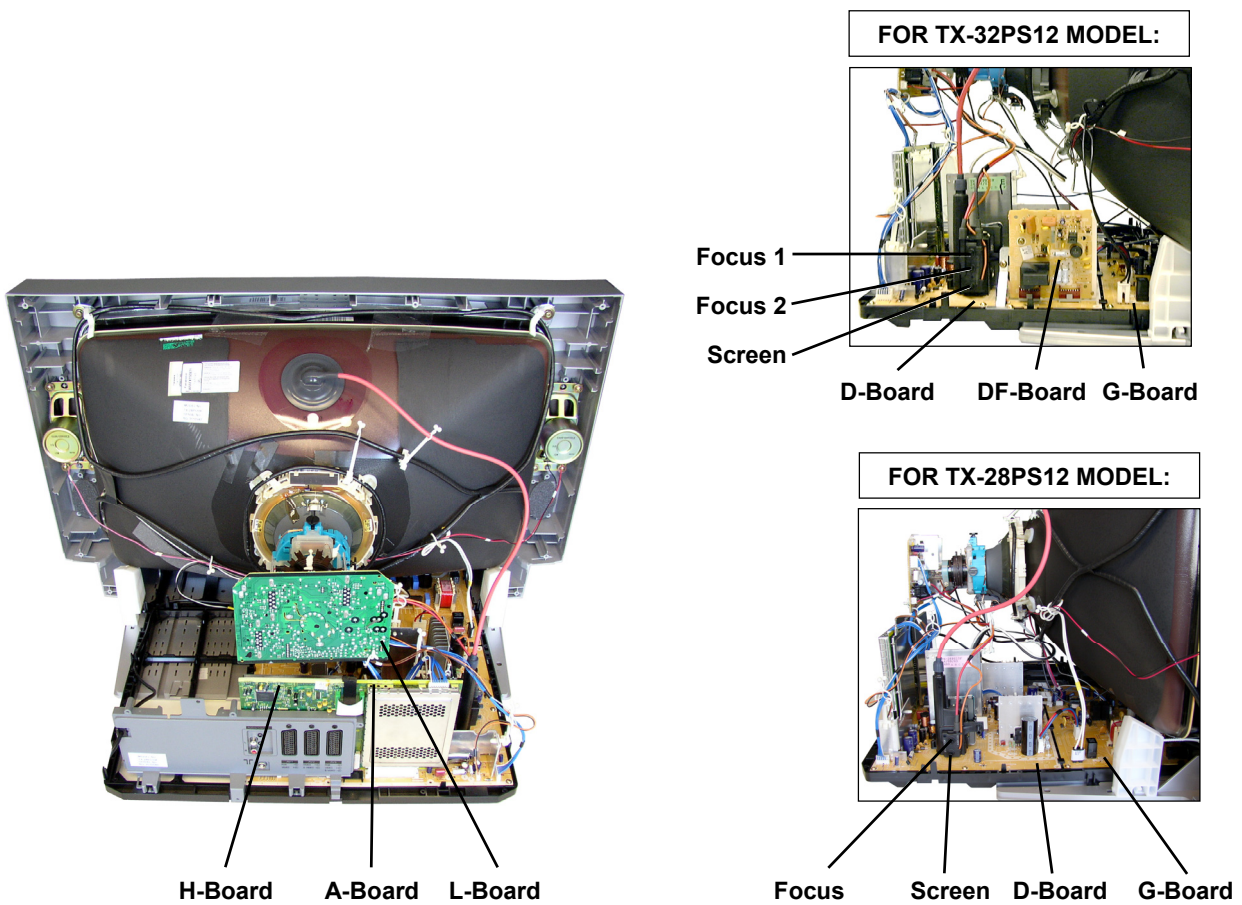 FOR TX-32PS12 MODEL:
Focus 1
Focus 2
Screen
D-Board DF-Board G-Board
FOR TX-28PS12 MODEL:
H-Board A-Board L-Board
Focus Screen D-Board G-Board